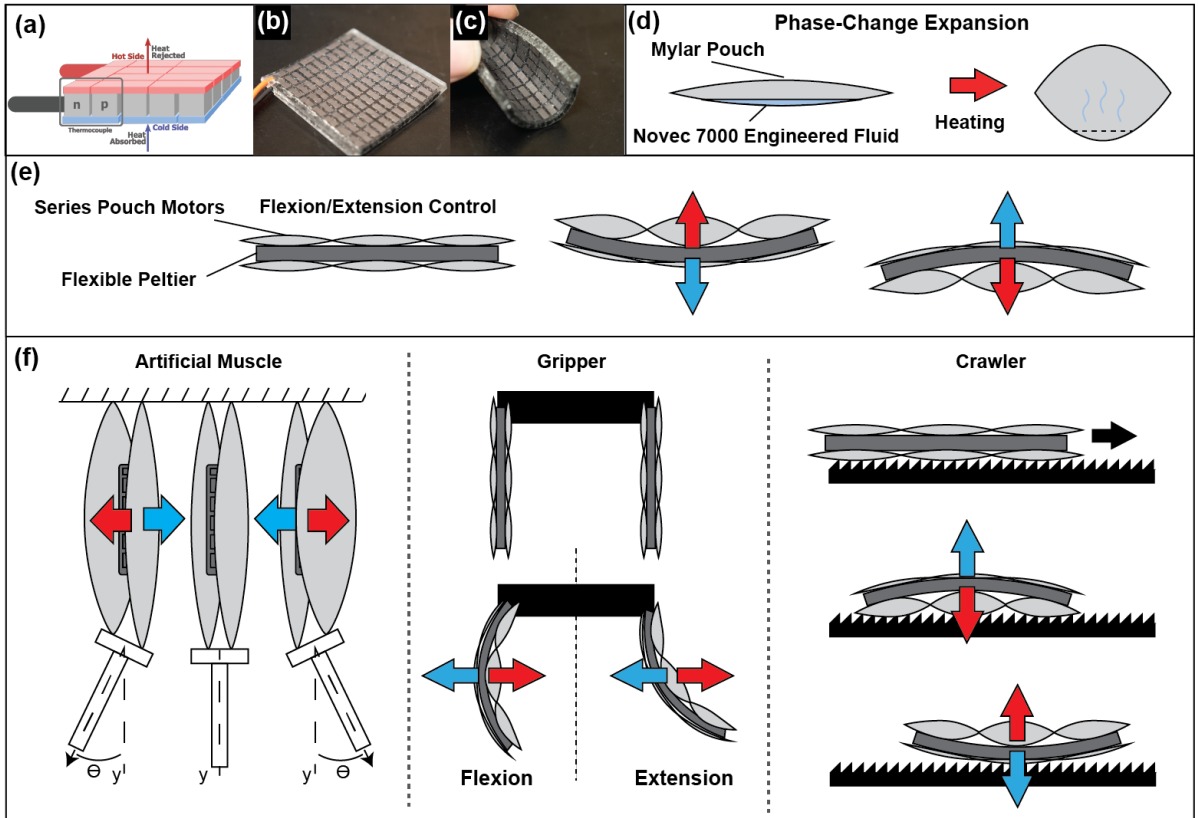 (a)
Hot Side
Heat
Rejected
n
p
Thermocouple
Cold Side
Heat
Absorbed
(b)
(c)
(d)
Phase-Change Expansion
Mylar Pouch
Novec 7000 Engineered Fluid
Heating
(e)
Series Pouch Motors
Flexion/Extension Control
Flexible Peltier
(f)
Artificial Muscle
Gripper
Crawler
Θ
y'
y'
y'
Θ
Flexion
Extension